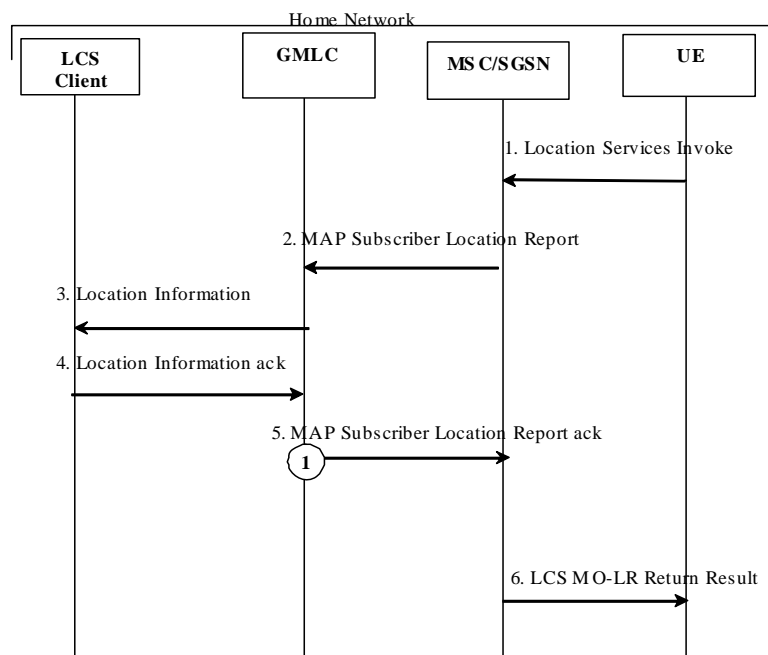 Home Network
LCS
Client
GMLC
MSC/SGSN
UE
1. Location Services Invoke
2. MAP Subscriber Location Report
3. Location Information
4. Location Information ack
5. MAP Subscriber Location Report ack
1
6. LCS MO-LR Return Result